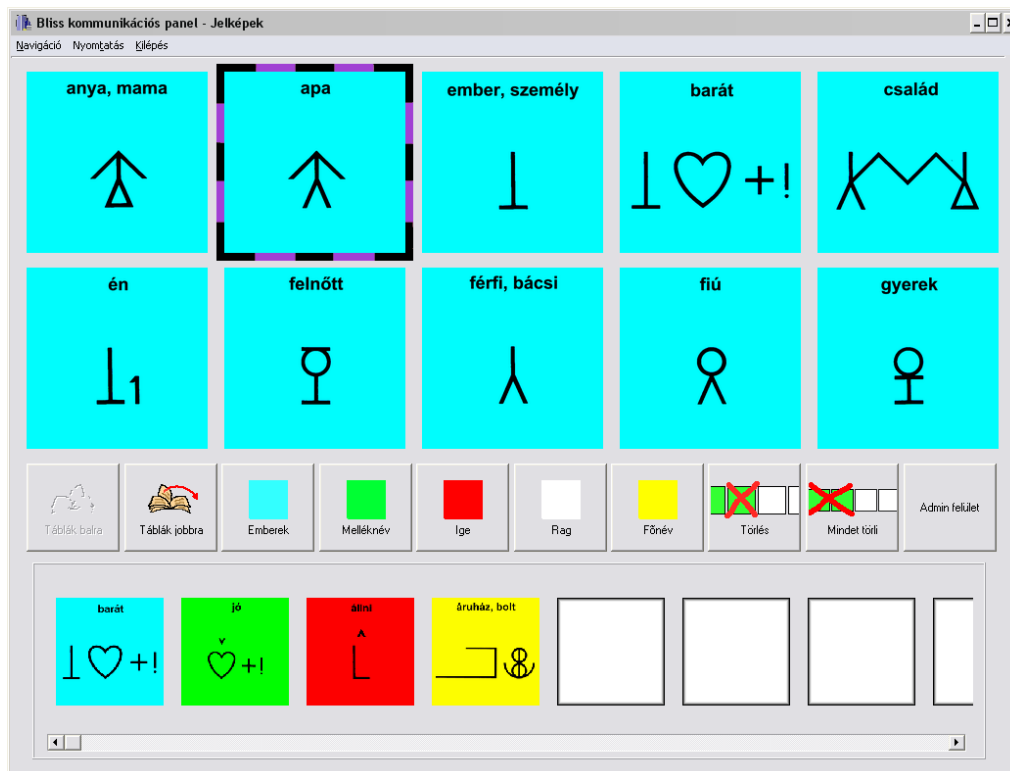 Bliss kommunikációs panel - Jelképek
Navigáció Nyomtatás Kilépés
anya, mama
apa
ember, személy
barát
család
én
felnőtt
férfi, bácsi
fiú
gyerek
Táblák balra
Táblák jobbra
Emberek
Melléknév
Ige
Rag
Főnév
Törlés
Mindet törli
Admin felület
barát
jó
állni
áruház, bolt